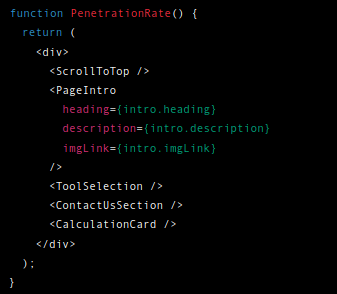 function PenetrationRate() {
  return (
    <div>
      <ScrollToTop />
      <PageIntro
        heading={intro.heading}
        description={intro.description}
        imgLink={intro.imgLink}
      />
      <ToolSelection />
      <ContactUsSection />
      <CalculationCard />
    </div>
  );
}